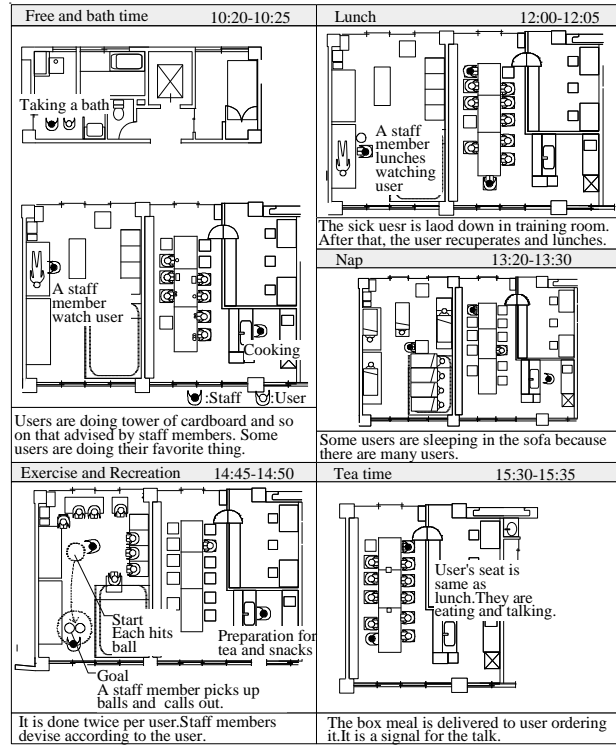 Free and bath time 10:20-10:25
Taking a bath
A staff
member
watch user
Cooking
:Staff :User
Users are doing tower of cardboard and so
on that advised by staff members. Some
users are doing their favorite thing.
Lunch 12:00-12:05
A staff
member
lunches
watching
user
The sick uesr is laod down in training room.
After that, the user recuperates and lunches.
Nap 13:20-13:30
Some users are sleeping in the sofa because
there are many users.
Exercise and Recreation 14:45-14:50
Start
Each hits
ball
Preparation for
tea and snacks
Goal
A staff member picks up
balls and calls out.
It is done twice per user.Staff members
devise according to the user.
Tea time 15:30-15:35
User's seat is
same as
lunch.They are
eating and talking.
The box meal is delivered to user ordering
it.It is a signal for the talk.